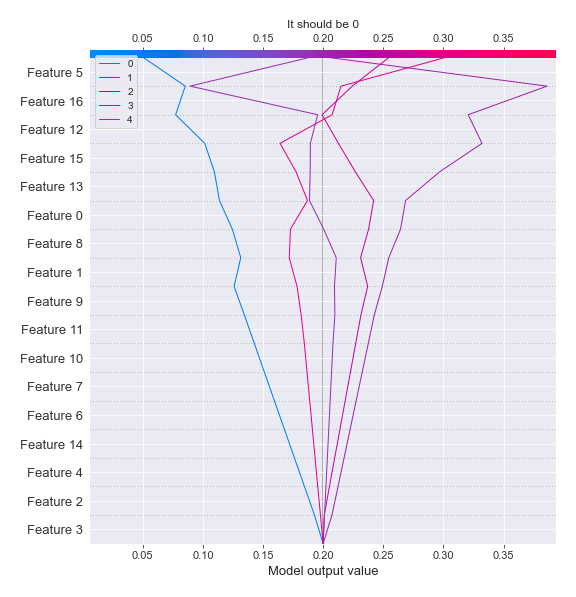 It should be 0
0.05 0.10 0.15 0.20 0.25 0.30 0.35
0
1
2
3
4
Feature 5
Feature 16
Feature 12
Feature 15
Feature 13
Feature 0
Feature 8
Feature 1
Feature 9
Feature 11
Feature 10
Feature 7
Feature 6
Feature 14
Feature 4
Feature 2
Feature 3
0.05 0.10 0.15 0.20 0.25 0.30 0.35
Model output value